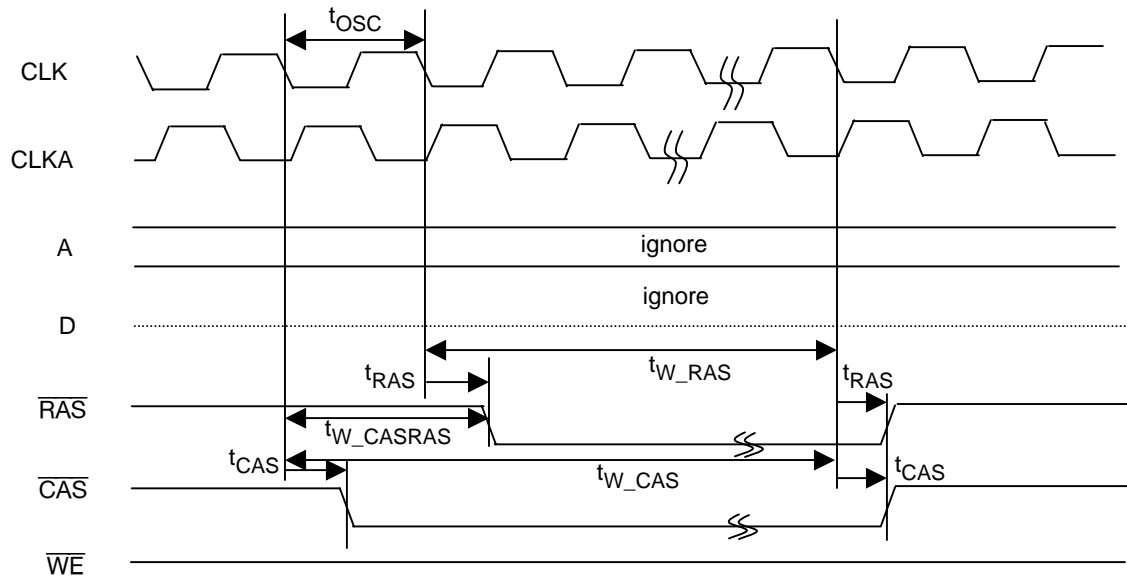 tOSC
CLK
CLKA
A
ignore
ignore
D
tRAS
tW_RAS
tRAS
RAS
tW_CASRAS
tCAS
tW_CAS
tCAS
CAS
WE